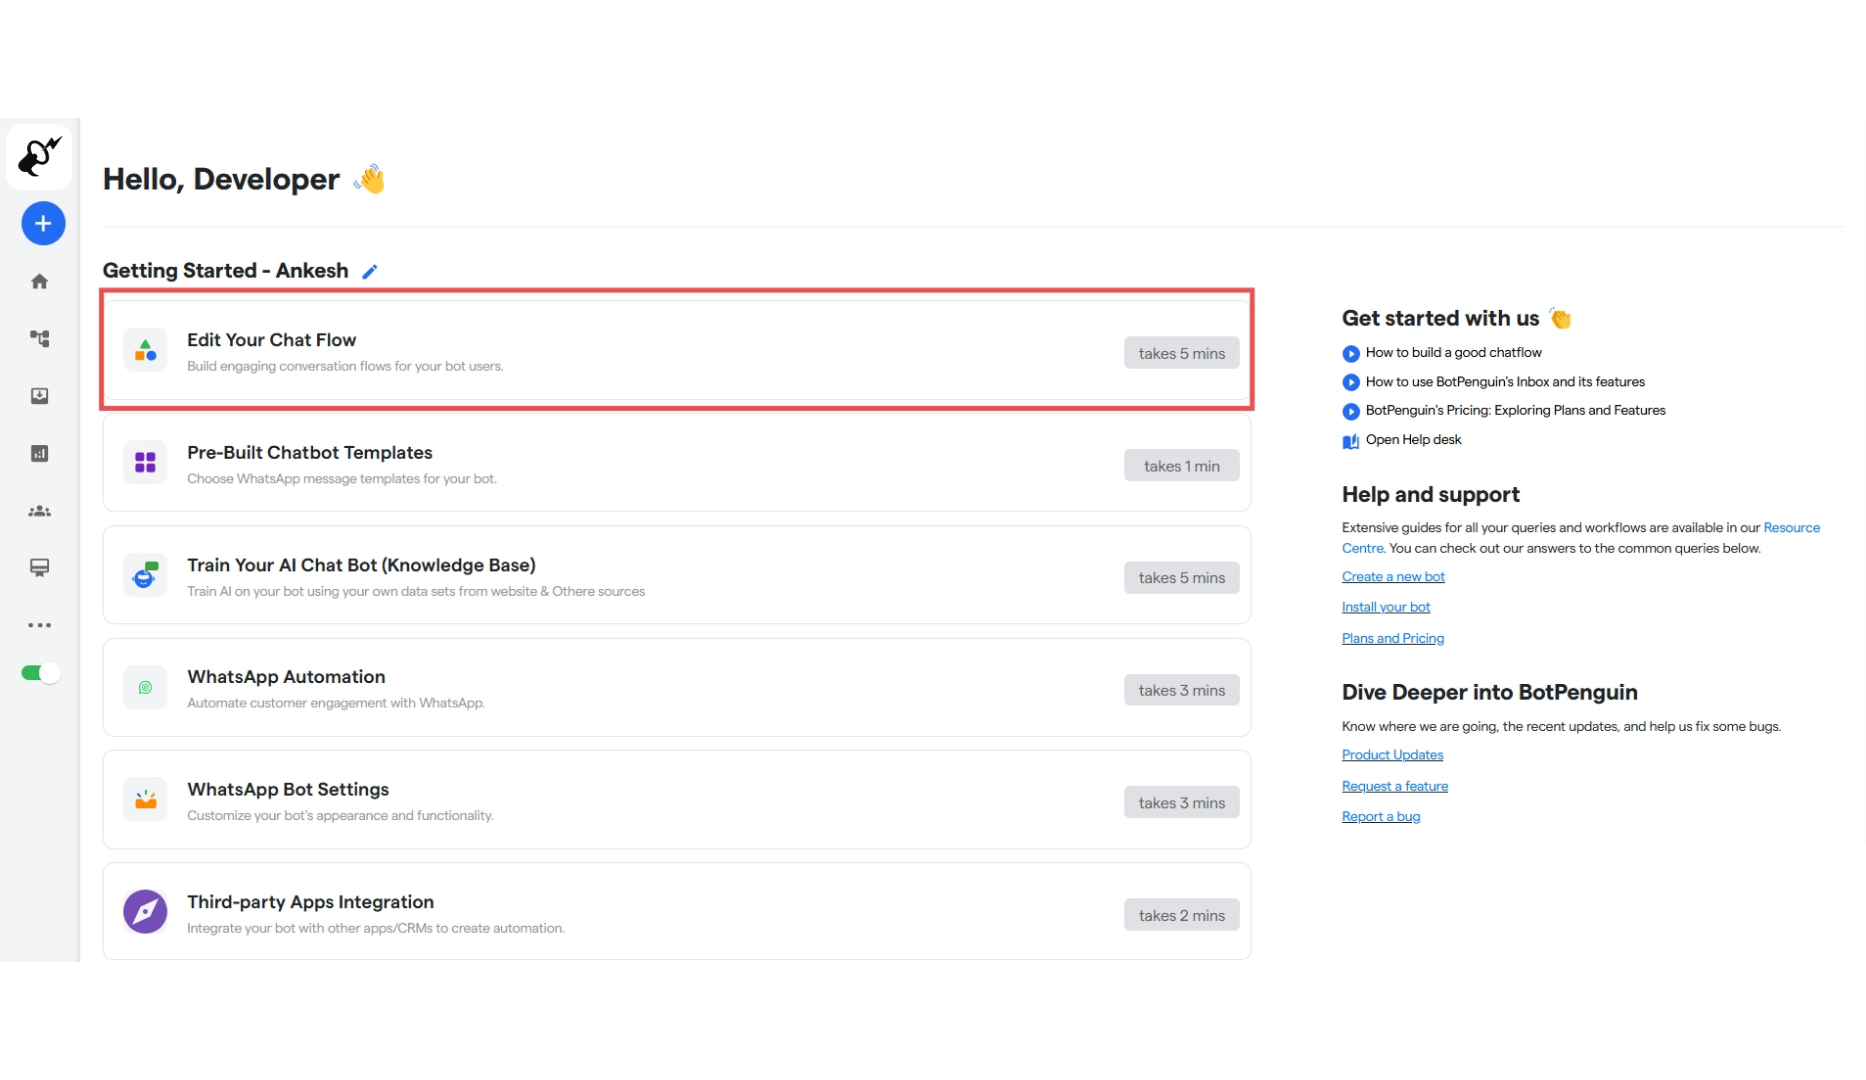 Hello, Developer
Getting Started - Ankesh
Edit Your Chat Flow
Build engaging conversation flows for your bot users.
takes 5 mins
Pre-Built Chatbot Templates
Choose WhatsApp message templates for your bot.
takes 1 min
Train Your AI Chat Bot (Knowledge Base)
Train AI on your bot using your own data sets from website & Othere sources
takes 5 mins
WhatsApp Automation
Automate customer engagement with WhatsApp.
takes 3 mins
WhatsApp Bot Settings
Customize your bot's appearance and functionality.
takes 3 mins
Third-party Apps Integration
Integrate your bot with other apps/CRMs to create automation.
takes 2 mins
Get started with us
How to build a good chatflow
How to use BotPenguin's Inbox and its features
BotPenguin's Pricing: Exploring Plans and Features
Open Help desk
Help and support
Extensive guides for all your queries and workflows are available in our Resource
Centre. You can check out our answers to the common queries below.
Create a new bot
Install your bot
Plans and Pricing
Dive Deeper into BotPenguin
Know where we are going, the recent updates, and help us fix some bugs.
Product Updates
Request a feature
Report a bug